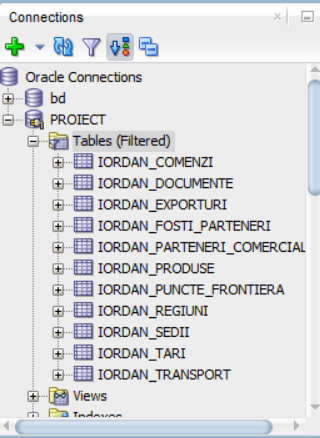 Connections
Oracle Connections
bd
PROIECT
Tables (Filtered)
IORDAN_COMENZI
IORDAN_DOCUMENTE
IORDAN_EXPORTURI
IORDAN_FOSTI_PARTENERI
IORDAN_PARTENERI_COMERCIAL
IORDAN_PRODUSE
IORDAN_PUNCTE_FRONTIERA
IORDAN_REGIUNI
IORDAN_SEDII
IORDAN_TARI
IORDAN_TRANSPORT
Views
Indexes